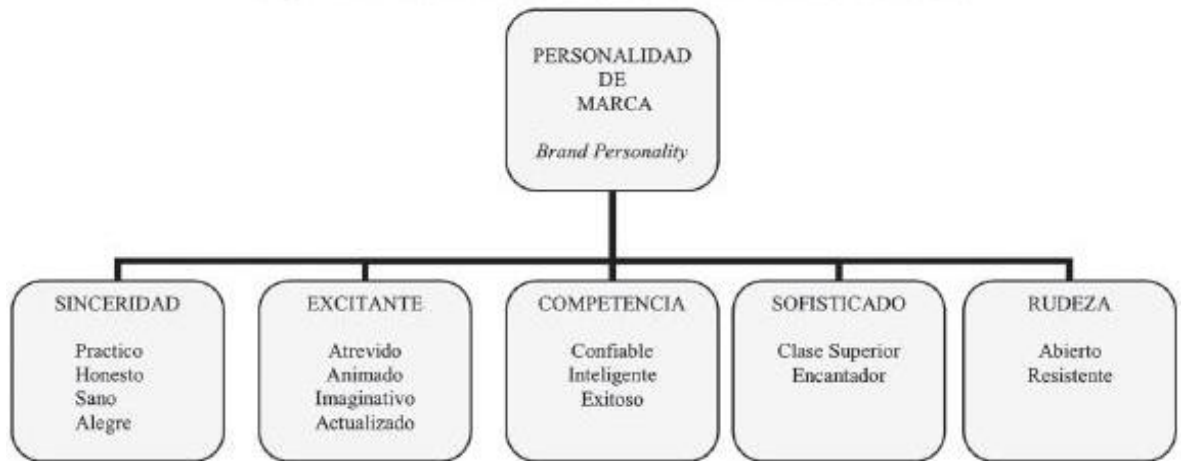 PERSONALIDAD
DE
MARCA
Brand Personality
SINCERIDAD
Practico
Honesto
Sano
Alegre
EXCITANTE
Atrevido
Animado
Imaginativo
Actualizado
COMPETENCIA
Confiable
Inteligente
Exitoso
SOFISTICADO
Clase Superior
Encantador
RUDEZA
Abierto
Resistente